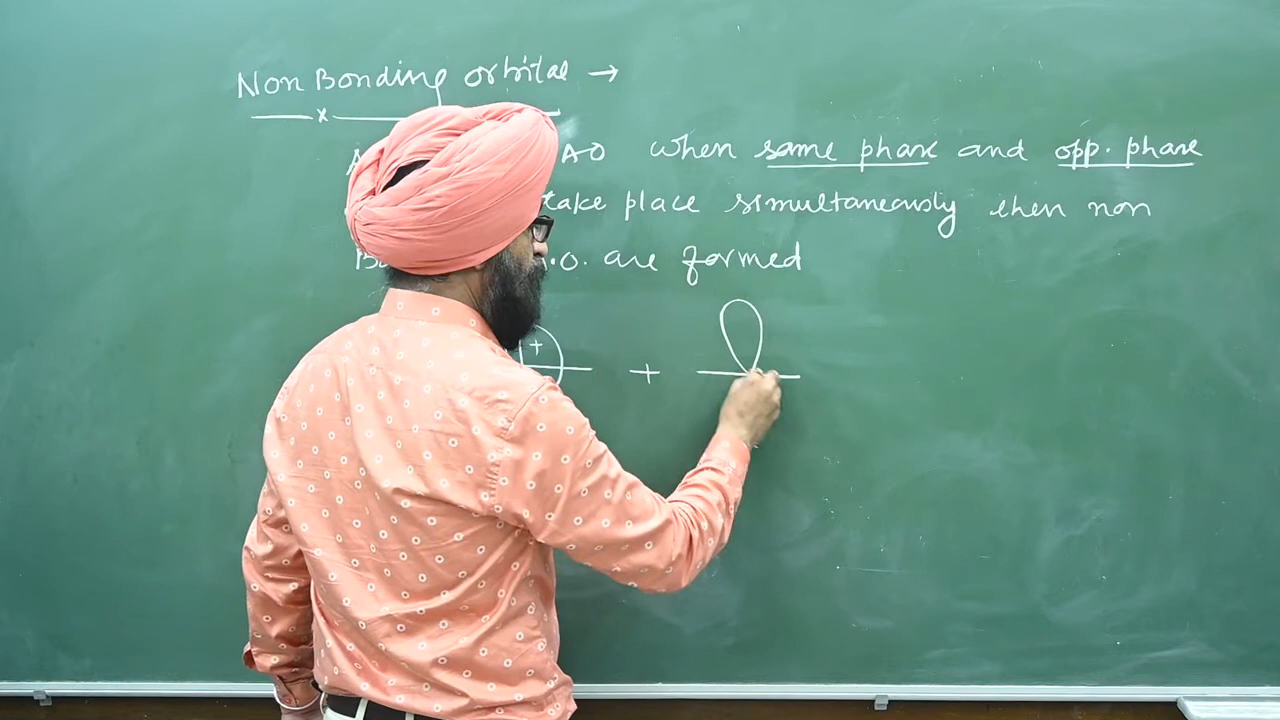 Non Bonding orbital →
AO when same phase and opp. phase
take place simultaneously then non
.O. are formed
+ +